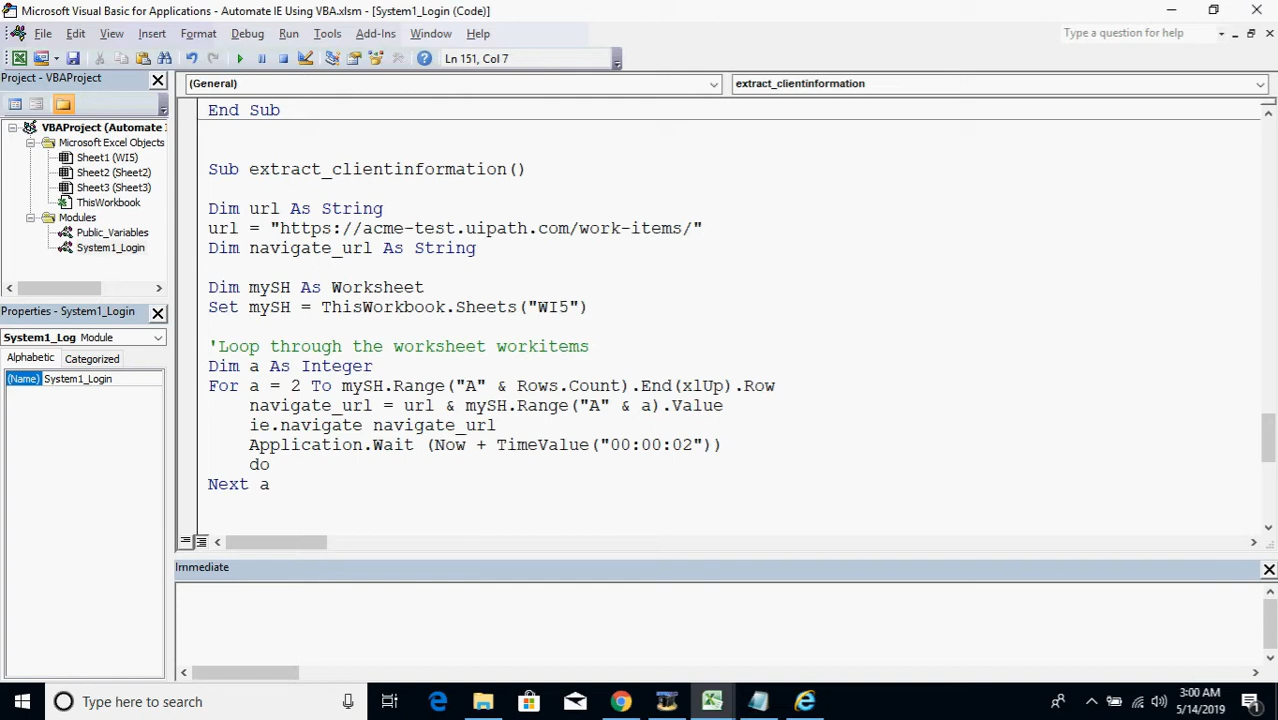 Microsoft Visual Basic for Applications - Automate IE Using VBA.xlsm - [System1_Login (Code)]
File Edit View Insert Format Debug Run Tools Add-Ins Window Help
Type a question for help
Ln 151, Col 7
Project - VBAProject
(General)
extract_clientinformation
VBAProject (Automate I
Microsoft Excel Objects
Sheet1 (WI5)
Sheet2 (Sheet2)
Sheet3 (Sheet3)
ThisWorkbook
Modules
Public_Variables
System1_Login
Properties - System1_Login
System1_Log Module
Alphabetic Categorized
(Name) System1_Login
End Sub
Sub extract_clientinformation()
Dim url As String
url = "https://acme-test.uipath.com/work-items/"
Dim navigate_url As String
Dim mySH As Worksheet
Set mySH = ThisWorkbook.Sheets("WI5")
'Loop through the worksheet workitems
Dim a As Integer
For a = 2 To mySH.Range("A" & Rows.Count).End(xlUp).Row
navigate_url = url & mySH.Range("A" & a).Value
ie.navigate navigate_url
Application.Wait (Now + TimeValue("00:00:02"))
do
Next a
Immediate
Type here to search
3:00 AM
5/14/2019
1